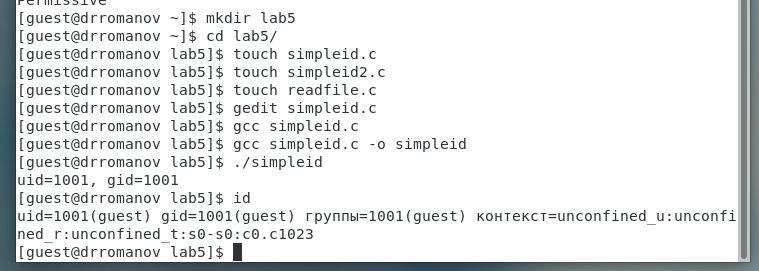 Permissive
[guest@drromanov ~]$ mkdir lab5
[guest@drromanov ~]$ cd lab5/
[guest@drromanov lab5]$ touch simpleid.c
[guest@drromanov lab5]$ touch simpleid2.c
[guest@drromanov lab5]$ touch readfile.c
[guest@drromanov lab5]$ gedit simpleid.c
[guest@drromanov lab5]$ gcc simpleid.c
[guest@drromanov lab5]$ gcc simpleid.c -o simpleid
[guest@drromanov lab5]$ ./simpleid
uid=1001, gid=1001
[guest@drromanov lab5]$ id
uid=1001(guest) gid=1001(guest) группы=1001(guest) контекст=unconfined_u:unconfi
ned_r:unconfined_t:s0-s0:c0.c1023
[guest@drromanov lab5]$